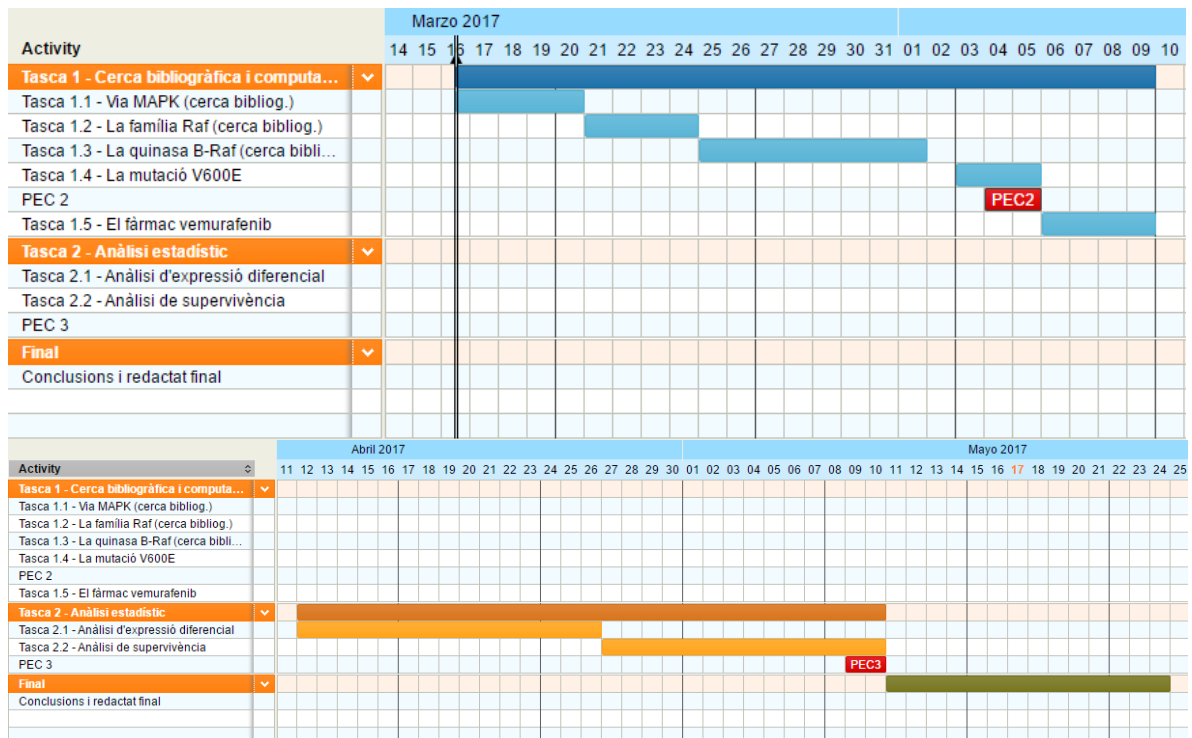 Marzo 2017
Activity 14 15 16 17 18 19 20 21 22 23 24 25 26 27 28 29 30 31 01 02 03 04 05 06 07 08 09 10
Tasca 1 - Cerca bibliogràfica i computa...
Tasca 1.1 - Via MAPK (cerca bibliog.)
Tasca 1.2 - La família Raf (cerca bibliog.)
Tasca 1.3 - La quinasa B-Raf (cerca bibli...
Tasca 1.4 - La mutació V600E
PEC 2 PEC2
Tasca 1.5 - El fàrmac vemurafenib
Tasca 2 - Anàlisi estadístic
Tasca 2.1 - Anàlisi d'expressió diferencial
Tasca 2.2 - Anàlisi de supervivència
PEC 3
Final
Conclusions i redactat final
Abril 2017 Mayo 2017
Activity 11 12 13 14 15 16 17 18 19 20 21 22 23 24 25 26 27 28 29 30 01 02 03 04 05 06 07 08 09 10 11 12 13 14 15 16 17 18 19 20 21 22 23 24 25
Tasca 1 - Cerca bibliogràfica i computa...
Tasca 1.1 - Via MAPK (cerca bibliog.)
Tasca 1.2 - La família Raf (cerca bibliog.)
Tasca 1.3 - La quinasa B-Raf (cerca bibli...
Tasca 1.4 - La mutació V600E
PEC 2
Tasca 1.5 - El fàrmac vemurafenib
Tasca 2 - Anàlisi estadístic
Tasca 2.1 - Anàlisi d'expressió diferencial
Tasca 2.2 - Anàlisi de supervivència
PEC 3 PEC3
Final
Conclusions i redactat final